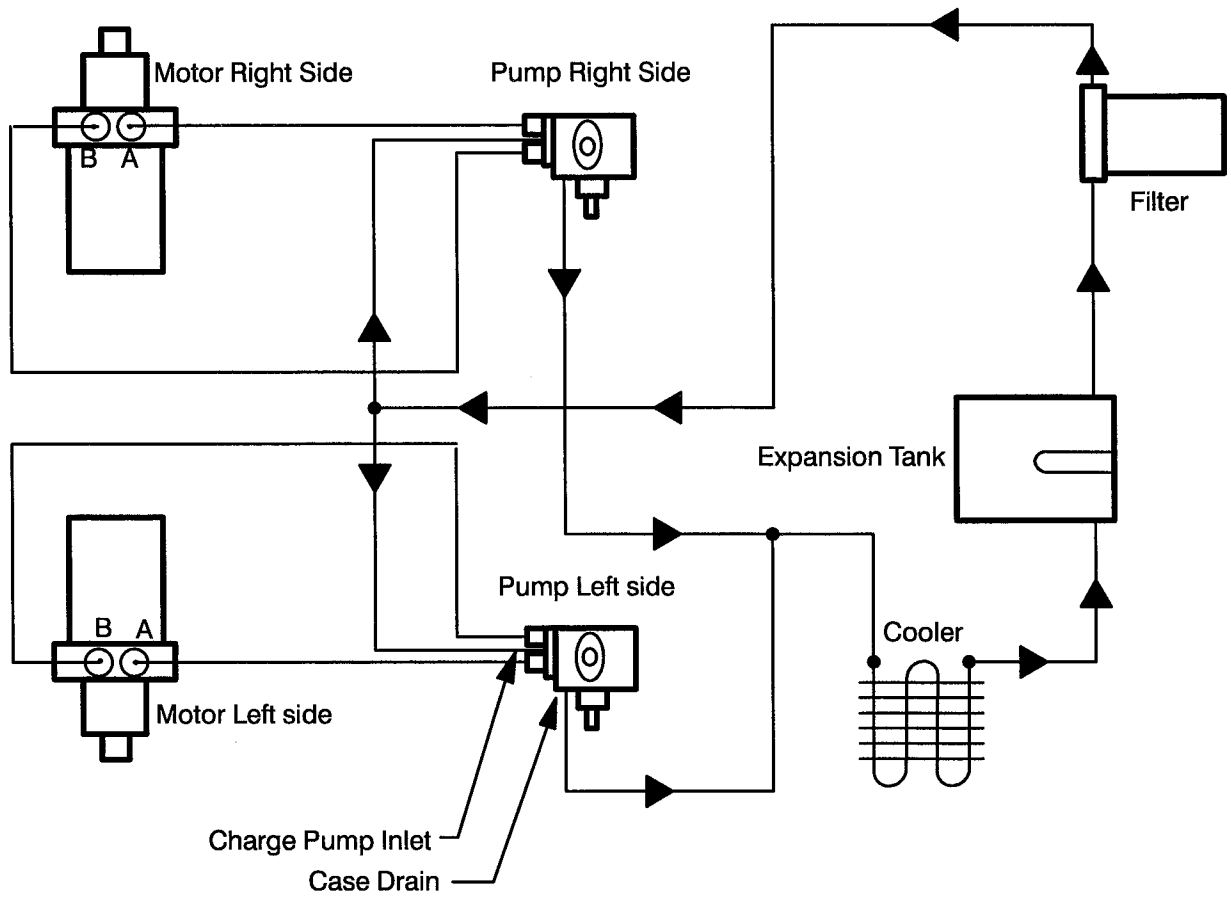 Motor Right Side
Pump Right Side
B A
Filter
Expansion Tank
Pump Left side
B A
Cooler
Motor Left side
Charge Pump Inlet
Case Drain